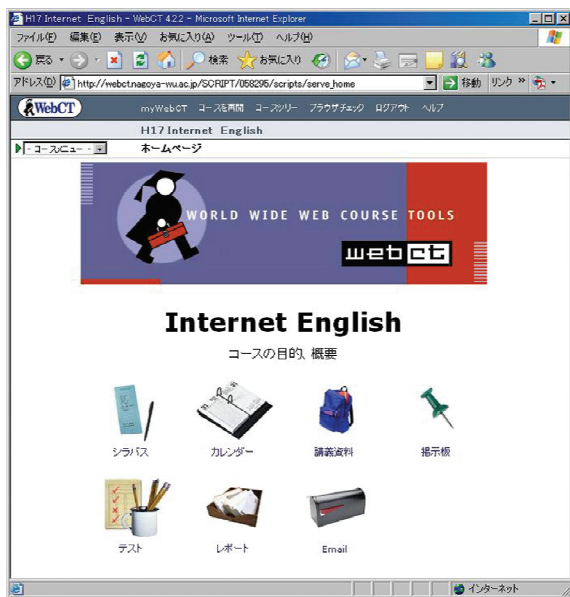 H17 Internet English - WebCT 4.2.2 - Microsoft Internet Explorer
ファイル(F) 編集(E) 表示(V) お気に入り(A) ツール(T) ヘルプ(H)
戻る 検索 お気に入り
アドレス(D) http://webct.nagoya-wu.ac.jp/SCRIPT/058295/scripts/serve_home 移動 リンク »
WebCT myWebCT コースを再開 コースツリー ブラウザチェック ログアウト ヘルプ
H17 Internet English
- コースメニュー - ホームページ
WORLD WIDE WEB COURSE TOOLS
webct
Internet English
コースの目的、概要
シラバス カレンダー 講義資料 掲示板
テスト レポート Email
インターネット